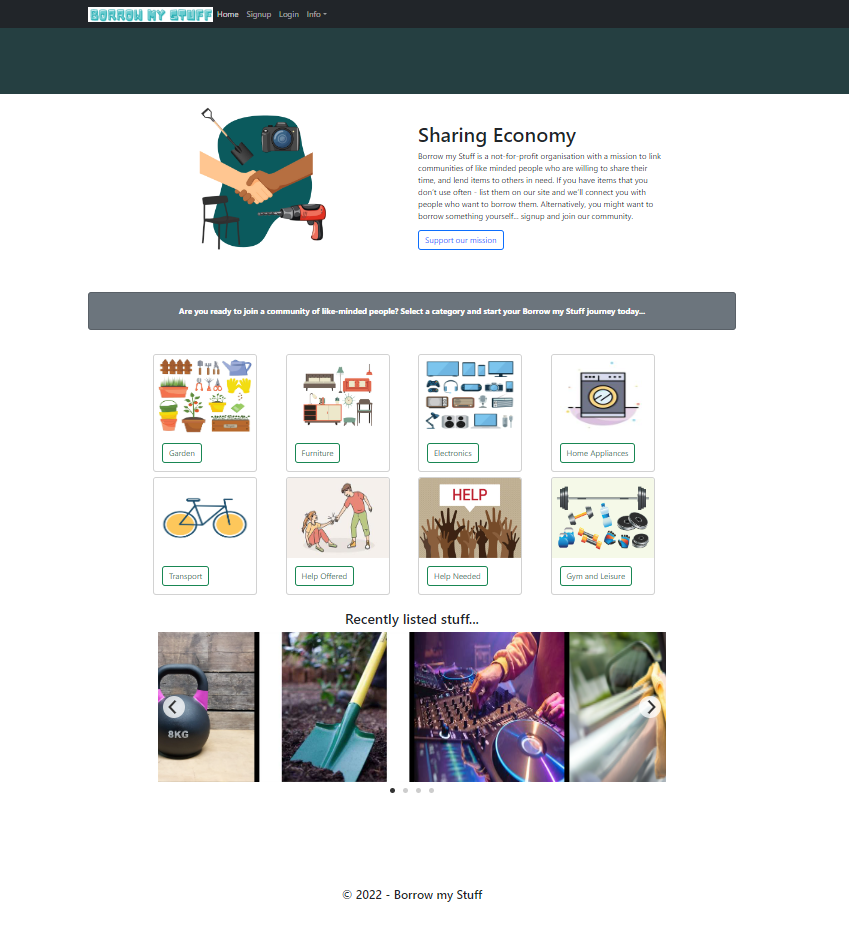 BORROW MY STUFF Home Signup Login Info
Sharing Economy
Borrow my Stuff is a not-for-profit organisation with a mission to link
communities of like minded people who are willing to share their
time, and lend items to others in need. If you have items that you
don't use often - list them on our site and we'll connect you with
people who want to borrow them. Alternatively, you might want to
borrow something yourself... signup and join our community.
Support our mission
Are you ready to join a community of like-minded people? Select a category and start your Borrow my Stuff journey today...
Garden
Furniture
Electronics
Home Appliances
HELP
Transport
Help Offered
Help Needed
Gym and Leisure
Recently listed stuff...
8KG
© 2022 - Borrow my Stuff